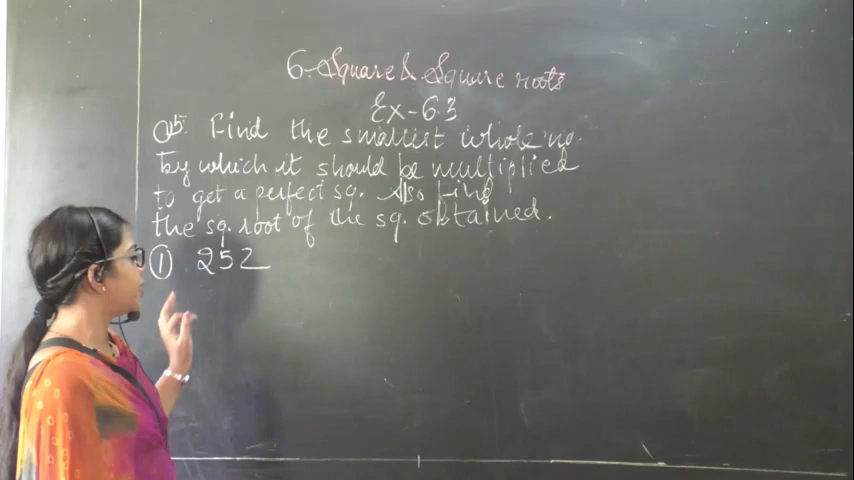 6. Square & Square roots
Ex-6.3
Q5. Find the smallest whole no.
by which it should be multiplied
to get a perfect sq. Also find
the sq. root of the sq. obtained.
① 252